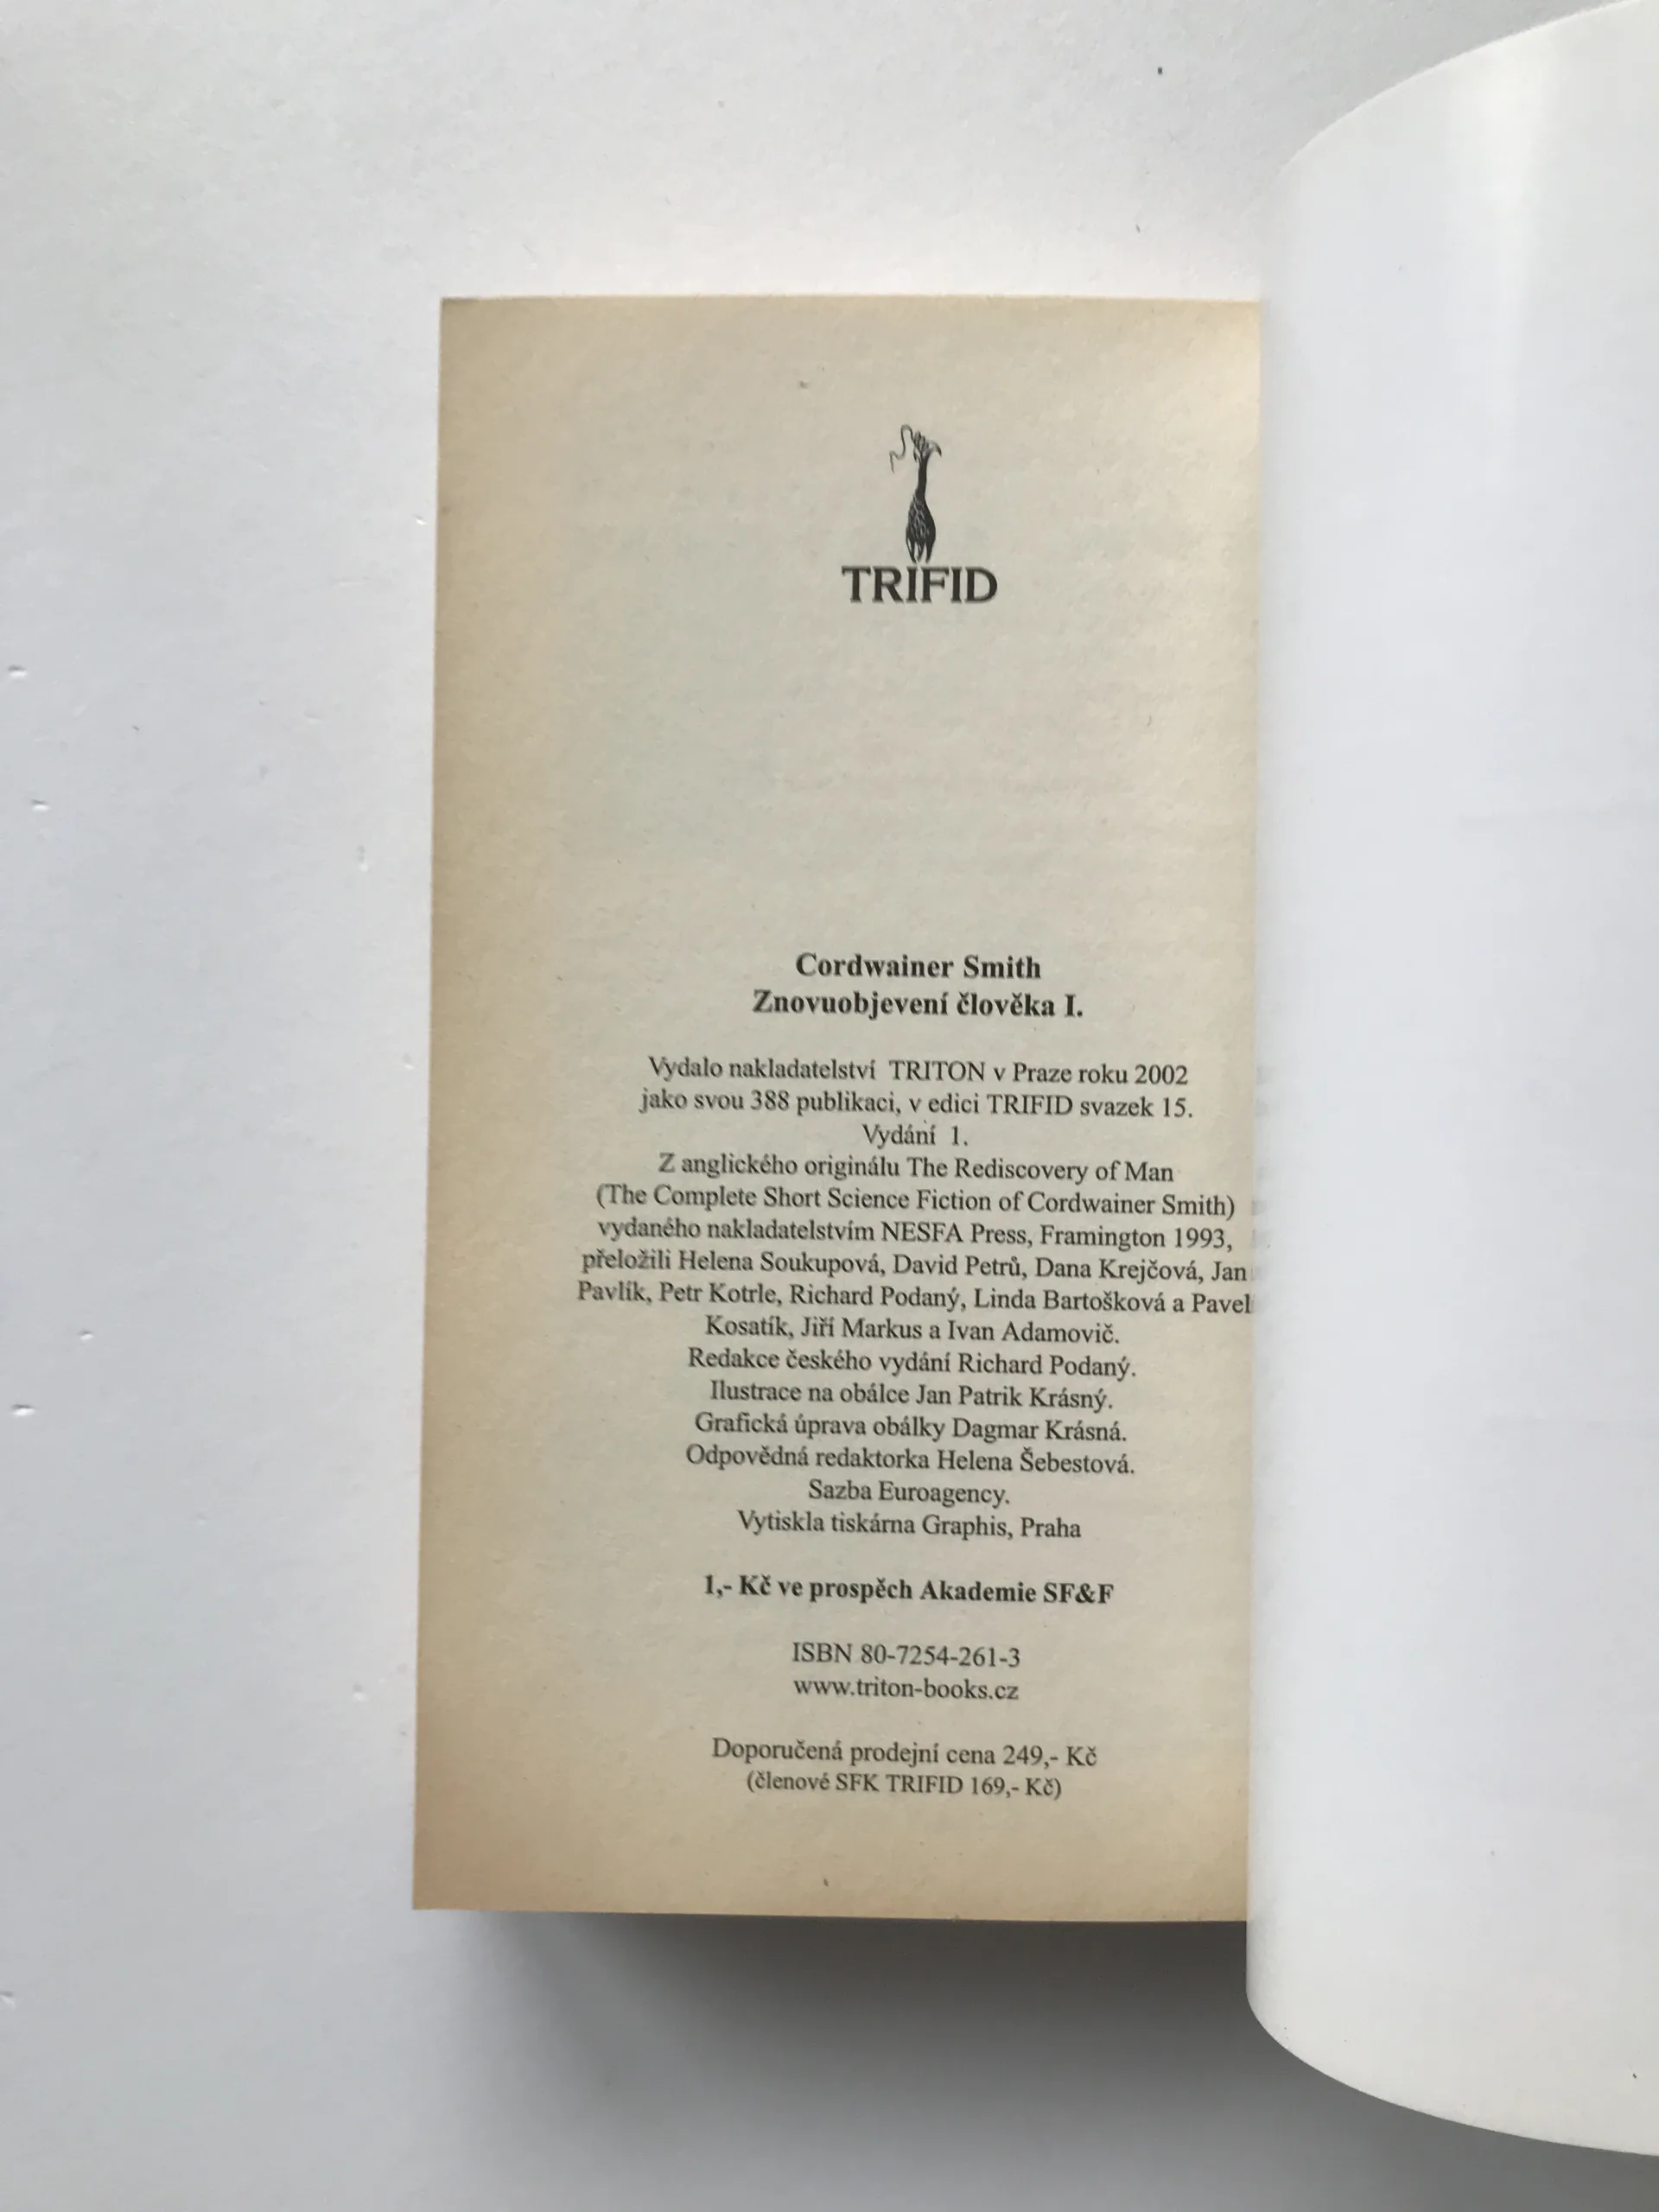 TRIFID
Cordwainer Smith
Znovuobjevení člověka I.
Vydalo nakladatelství TRITON v Praze roku 2002
jako svou 388 publikaci, v edici TRIFID svazek 15.
Vydání 1.
Z anglického originálu The Rediscovery of Man
(The Complete Short Science Fiction of Cordwainer Smith)
vydaného nakladatelstvím NESFA Press, Framington 1993,
přeložili Helena Soukupová, David Petrů, Dana Krejčová, Jan
Pavlík, Petr Kotrle, Richard Podaný, Linda Bartošková a Pavel
Kosatík, Jiří Markus a Ivan Adamovič.
Redakce českého vydání Richard Podaný.
Ilustrace na obálce Jan Patrik Krásný.
Grafická úprava obálky Dagmar Krásná.
Odpovědná redaktorka Helena Šebestová.
Sazba Euroagency.
Vytiskla tiskárna Graphis, Praha
1,- Kč ve prospěch Akademie SF&F
ISBN 80-7254-261-3
www.triton-books.cz
Doporučená prodejní cena 249,- Kč
(členové SFK TRIFID 169,- Kč)